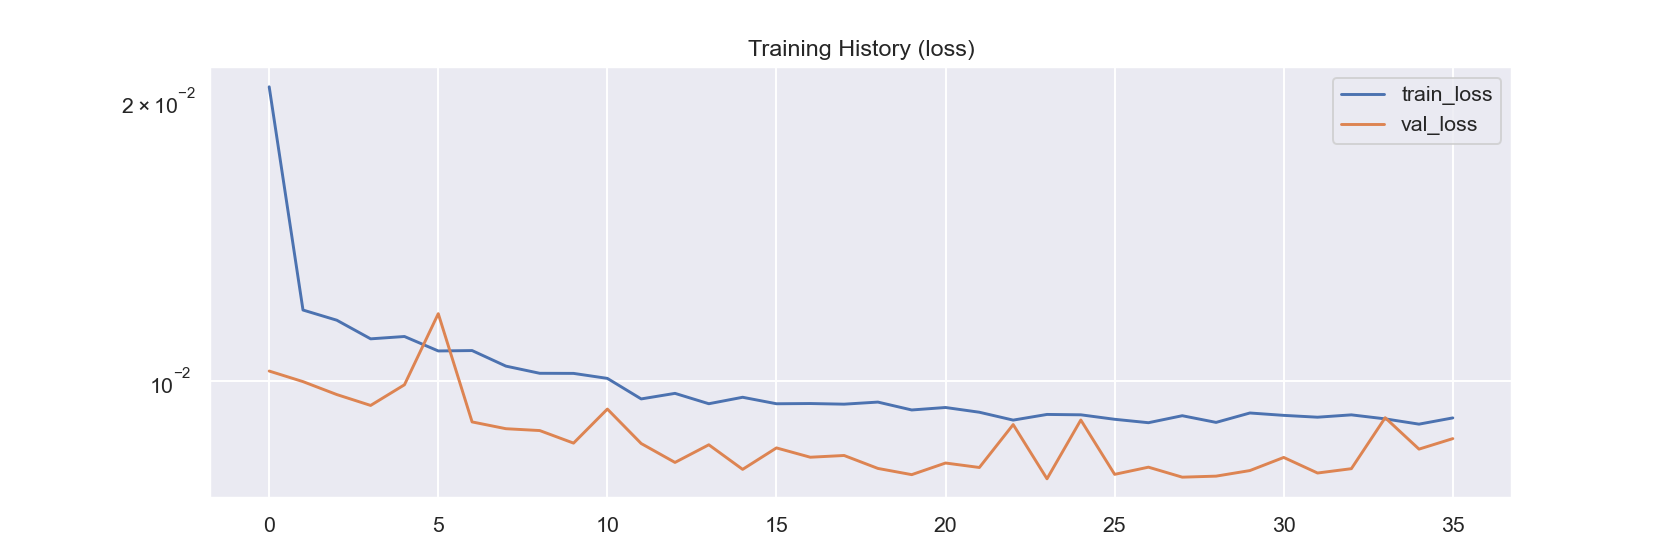 Training History (loss)
2 × 10⁻²
10⁻²
train_loss
val_loss
0 5 10 15 20 25 30 35